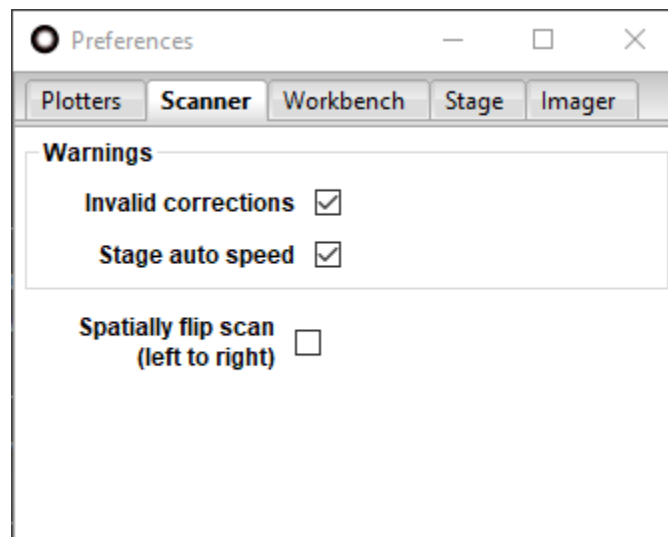 Preferences
Plotters Scanner Workbench Stage Imager
Warnings
Invalid corrections
Stage auto speed
Spatially flip scan
(left to right)